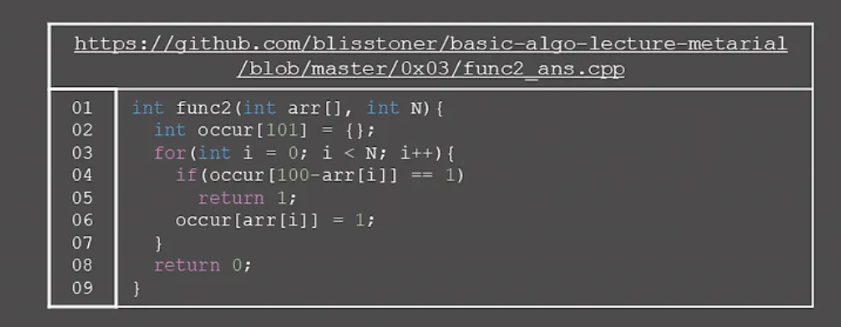 https://github.com/blisstoner/basic-algo-lecture-metarial
/blob/master/0x03/func2_ans.cpp
01 int func2(int arr[], int N){
02   int occur[101] = {};
03   for(int i = 0; i < N; i++){
04     if(occur[100-arr[i]] == 1)
05       return 1;
06     occur[arr[i]] = 1;
07   }
08   return 0;
09 }